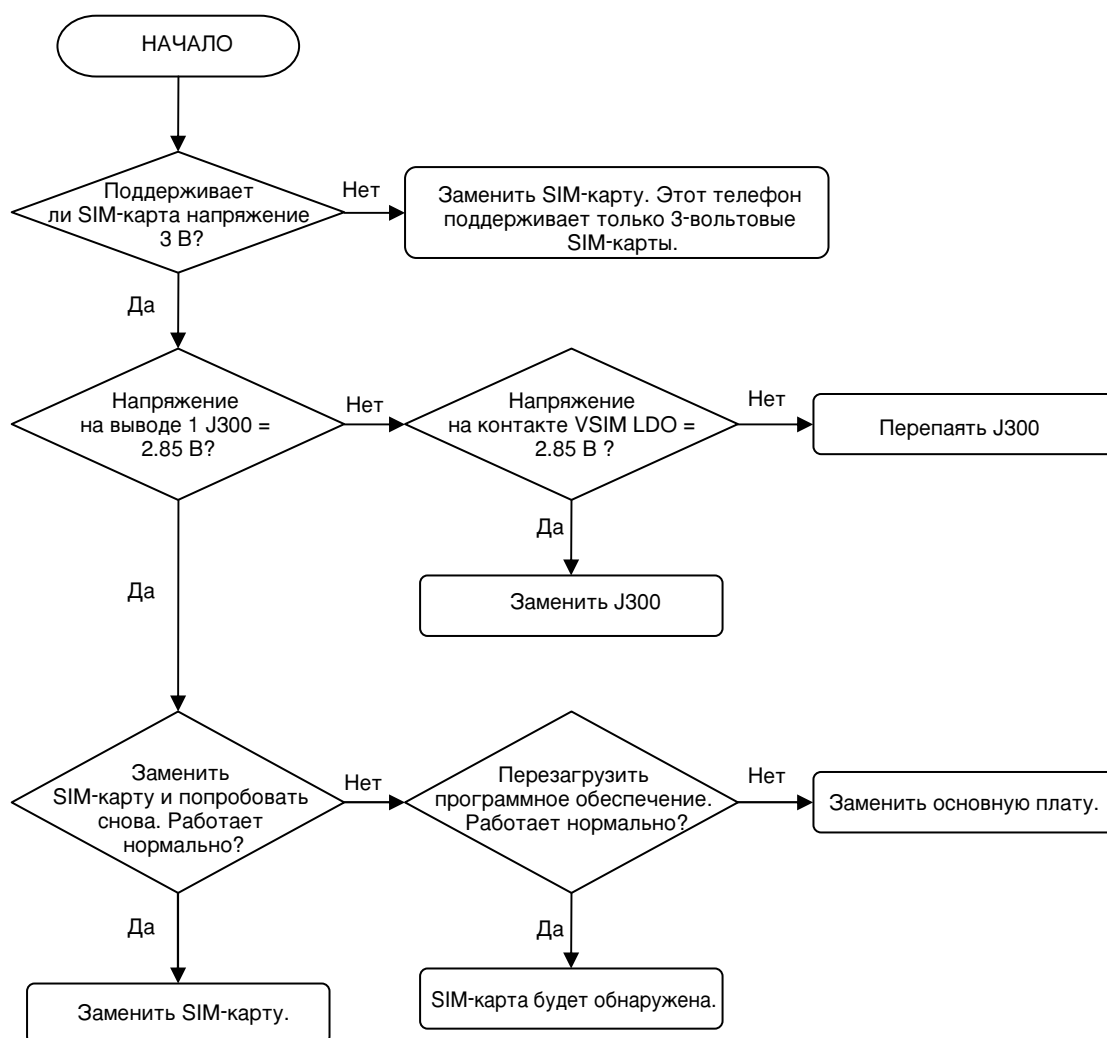 НАЧАЛО
Поддерживает
ли SIM-карта напряжение
3 В?
Нет
Заменить SIM-карту. Этот телефон
поддерживает только 3-вольтовые
SIM-карты.
Да
Напряжение
на выводе 1 J300 =
2.85 В?
Нет
Напряжение
на контакте VSIM LDO =
2.85 В ?
Нет
Перепаять J300
Да
Заменить J300
Да
Заменить
SIM-карту и попробовать
снова. Работает
нормально?
Нет
Перезагрузить
программное обеспечение.
Работает нормально?
Нет
Заменить основную плату.
Да
Заменить SIM-карту.
Да
SIM-карта будет обнаружена.